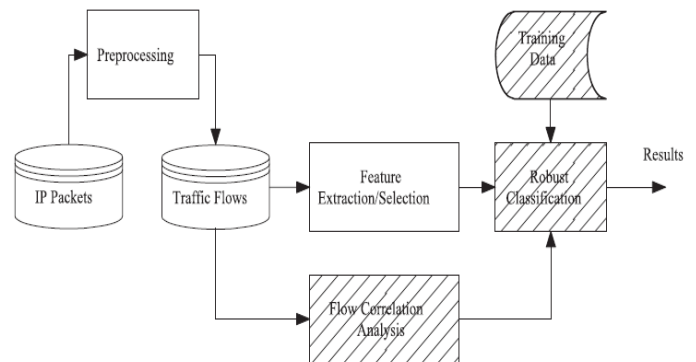 Preprocessing
Training
Data
IP Packets
Traffic Flows
Feature
Extraction/Selection
Robust
Classification
Results
Flow Correlation
Analysis